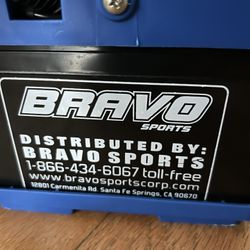 BRAVO
SPORTS
DISTRIBUTED BY:
BRAVO SPORTS
1-866-434-6067 toll-free
www.bravosportscorp.com
12801 Carmenita Rd. Santa Fe Springs, CA 90670